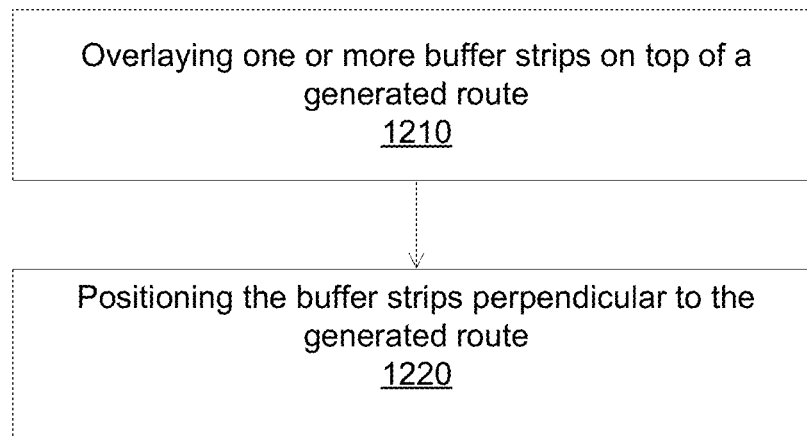 Overlaying one or more buffer strips on top of a
generated route
1210
Positioning the buffer strips perpendicular to the
generated route
1220